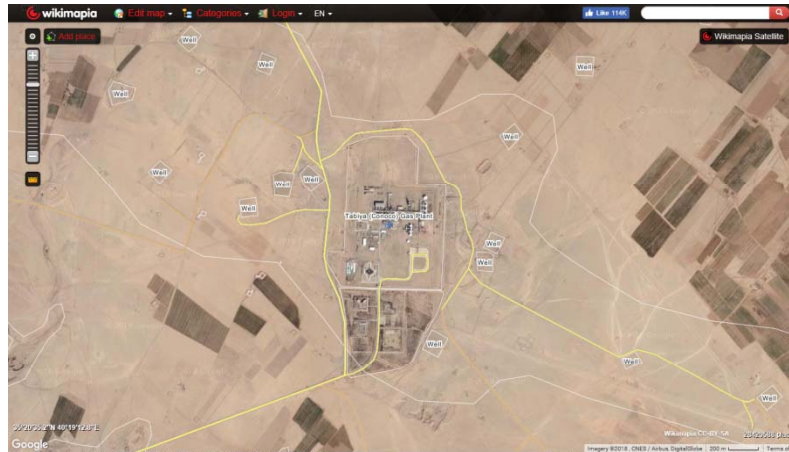 wikimapia Edit map Categories Login EN Like 114K
Add place
Wikimapia Satellite
Well
Well
Well
Well
Well
Well
Well
Well
Well
Tabiya (Conoco) Gas Plant
Well
Well
Well
Well
Well
Wikimapia CC-BY-SA
Google
Imagery ©2018, CNES / Airbus, DigitalGlobe 200 m Terms o